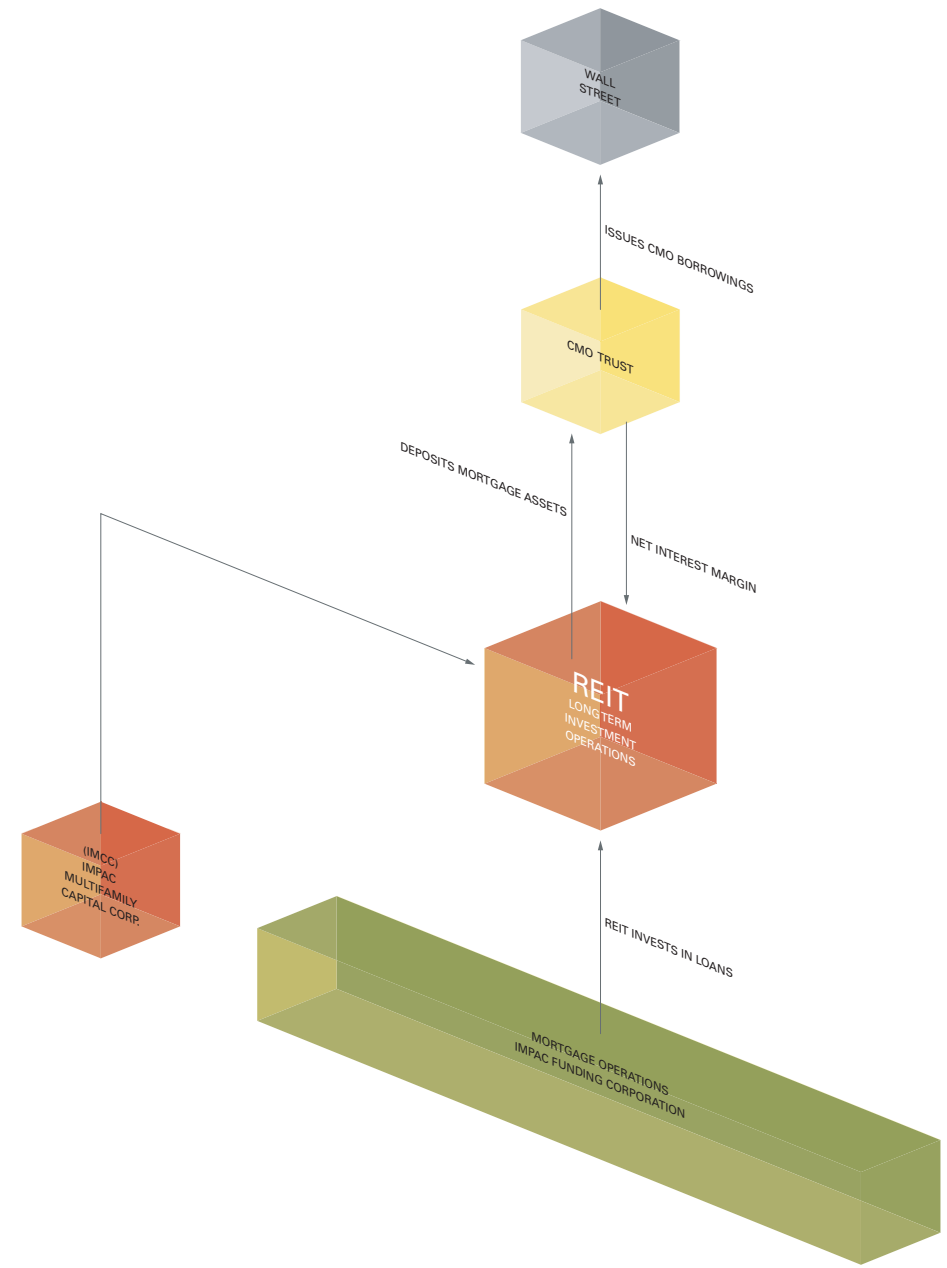 WALL
STREET
ISSUES CMO BORROWINGS
CMO TRUST
DEPOSITS MORTGAGE ASSETS
NET INTEREST MARGIN
REIT
LONG TERM
INVESTMENT
OPERATIONS
(IMCC)
IMPAC
MULTIFAMILY
CAPITAL CORP.
REIT INVESTS IN LOANS
MORTGAGE OPERATIONS
IMPAC FUNDING CORPORATION